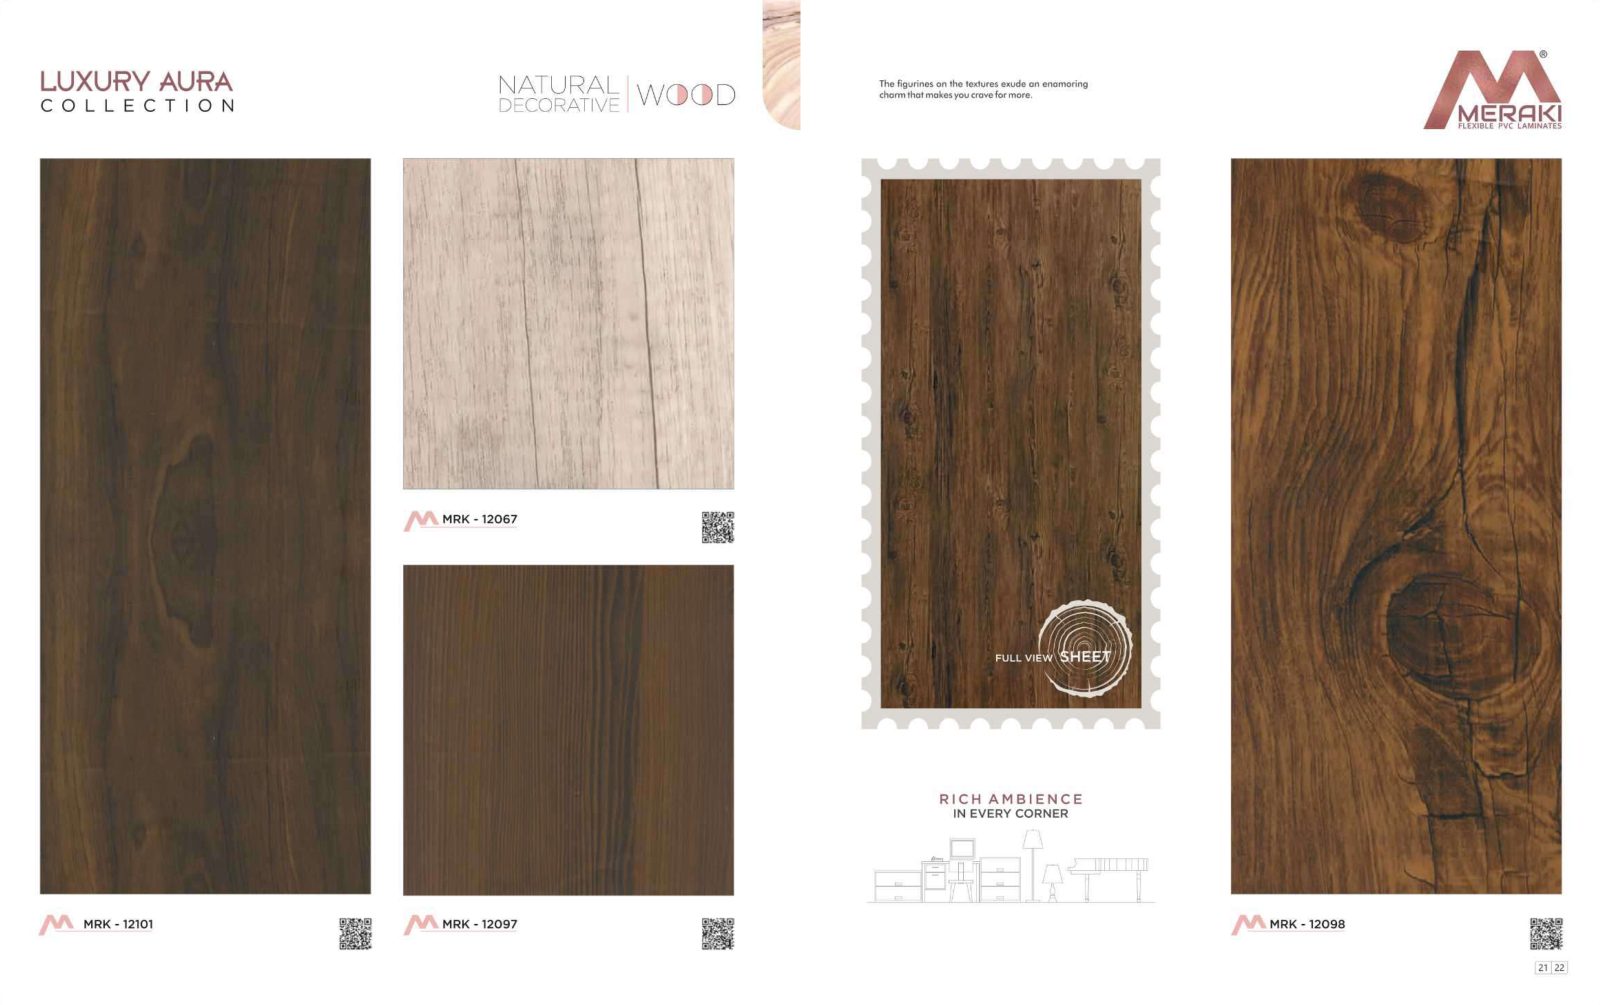 LUXURY AURA
COLLECTION
NATURAL
DECORATIVE
WOOD
The figurines on the textures exude an enamoring
charm that makes you crave for more.
®
MERAKI
FLEXIBLE PVC LAMINATES
MRK - 12067
FULL VIEW SHEET
RICH AMBIENCE
IN EVERY CORNER
MRK - 12101
MRK - 12097
MRK - 12098
21 22